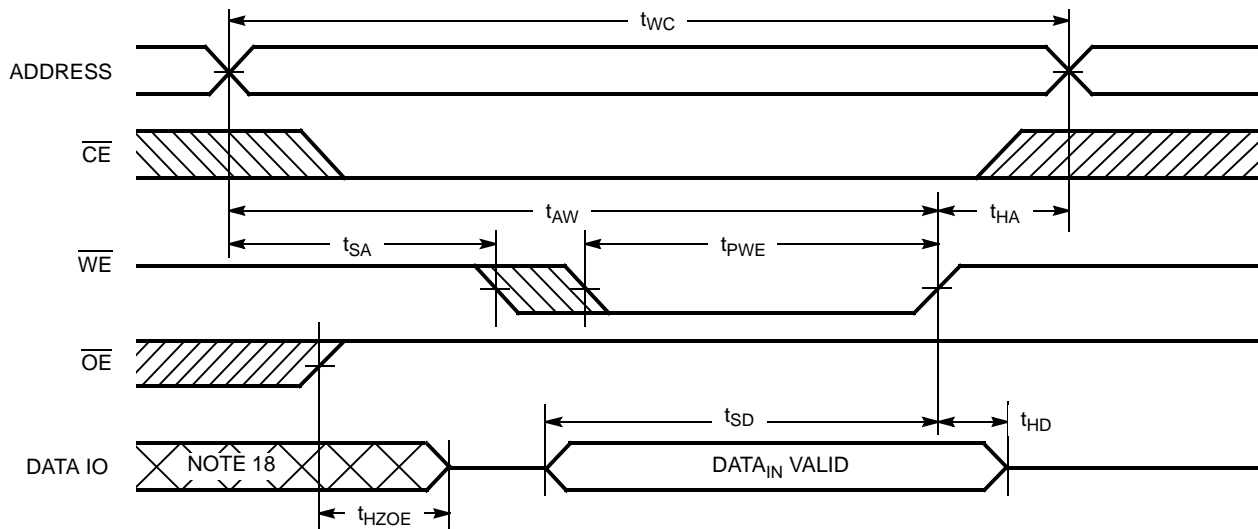 tWC
ADDRESS
CE
tAW
tHA
tSA
tPWE
WE
OE
tSD
tHD
DATA IO
NOTE 18
DATAIN VALID
tHZOE